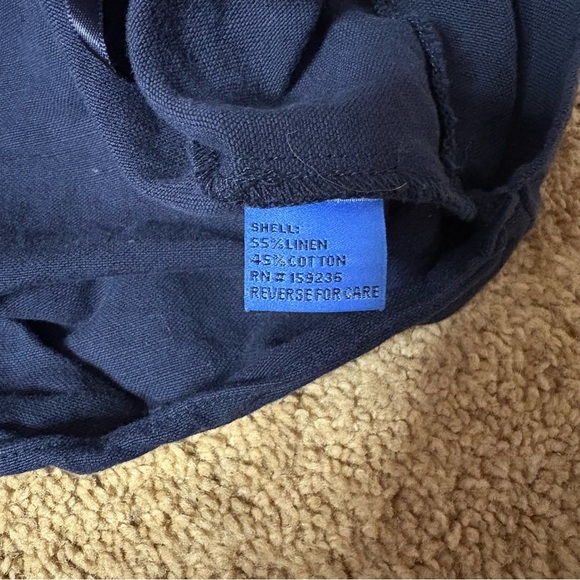 SHELL:
55% LINEN
45% COTTON
RN # 159236
REVERSE FOR CARE